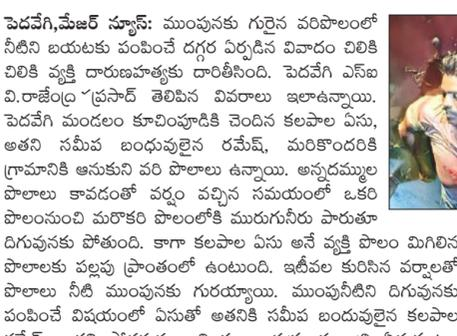 పెదవేగి,మేజర్ న్యూస్: ముంపునకు గురైన వరిపొలంలో
నీటిని బయటకు పంపించే దగ్గర ఏర్పడిన వివాదం చిలికి
చిలికి వ్యక్తి దారుణహత్యకు దారితీసింది. పెదవేగి ఎస్ఐ
వి.రాజేంద్ర ప్రసాద్ తెలిపిన వివరాలు ఇలాఉన్నాయి.
పెదవేగి మండలం కూచింపూడికి చెందిన కలపాల ఏసు,
అతని సమీప బంధువులైన రమేష్, మరికొందరికి
గ్రామానికి ఆనుకుని వరి పొలాలు ఉన్నాయి. అన్నదమ్ముల
పొలాలు కావడంతో వర్షం వచ్చిన సమయంలో ఒకరి
పొలంనుంచి మరొకరి పొలంలోకి మురుగునీరు పారుతూ
దిగువునకు పోతుంది. కాగా కలపాల ఏసు అనే వ్యక్తి పొలం మిగిలిన
పొలాలకు పల్లపు ప్రాంతంలో ఉంటుంది. ఇటీవల కురిసిన వర్షాలతో
పొలాలు నీటి ముంపునకు గురయ్యాయి. ముంపునీటిని దిగువునకు
పంపించే విషయంలో ఏసుతో అతనికి సమీప బందువులైన కలపాల